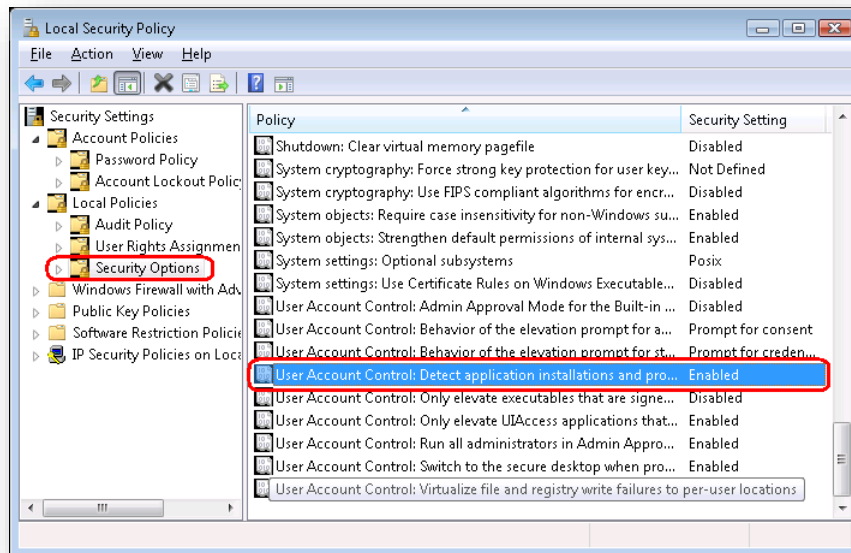 Local Security Policy
File Action View Help
Security Settings
Account Policies
Password Policy
Account Lockout Polic
Local Policies
Audit Policy
User Rights Assignmen
Security Options
Windows Firewall with Adv
Public Key Policies
Software Restriction Policie
IP Security Policies on Loca
Policy Security Setting
Shutdown: Clear virtual memory pagefile Disabled
System cryptography: Force strong key protection for user key... Not Defined
System cryptography: Use FIPS compliant algorithms for encr... Disabled
System objects: Require case insensitivity for non-Windows su... Enabled
System objects: Strengthen default permissions of internal sys... Enabled
System settings: Optional subsystems Posix
System settings: Use Certificate Rules on Windows Executable... Disabled
User Account Control: Admin Approval Mode for the Built-in ... Disabled
User Account Control: Behavior of the elevation prompt for a... Prompt for consent
User Account Control: Behavior of the elevation prompt for st... Prompt for creden...
User Account Control: Detect application installations and pro... Enabled
User Account Control: Only elevate executables that are signe... Disabled
User Account Control: Only elevate UIAccess applications that... Enabled
User Account Control: Run all administrators in Admin Appro... Enabled
User Account Control: Switch to the secure desktop when pro... Enabled
User Account Control: Virtualize file and registry write failures to per-user locations